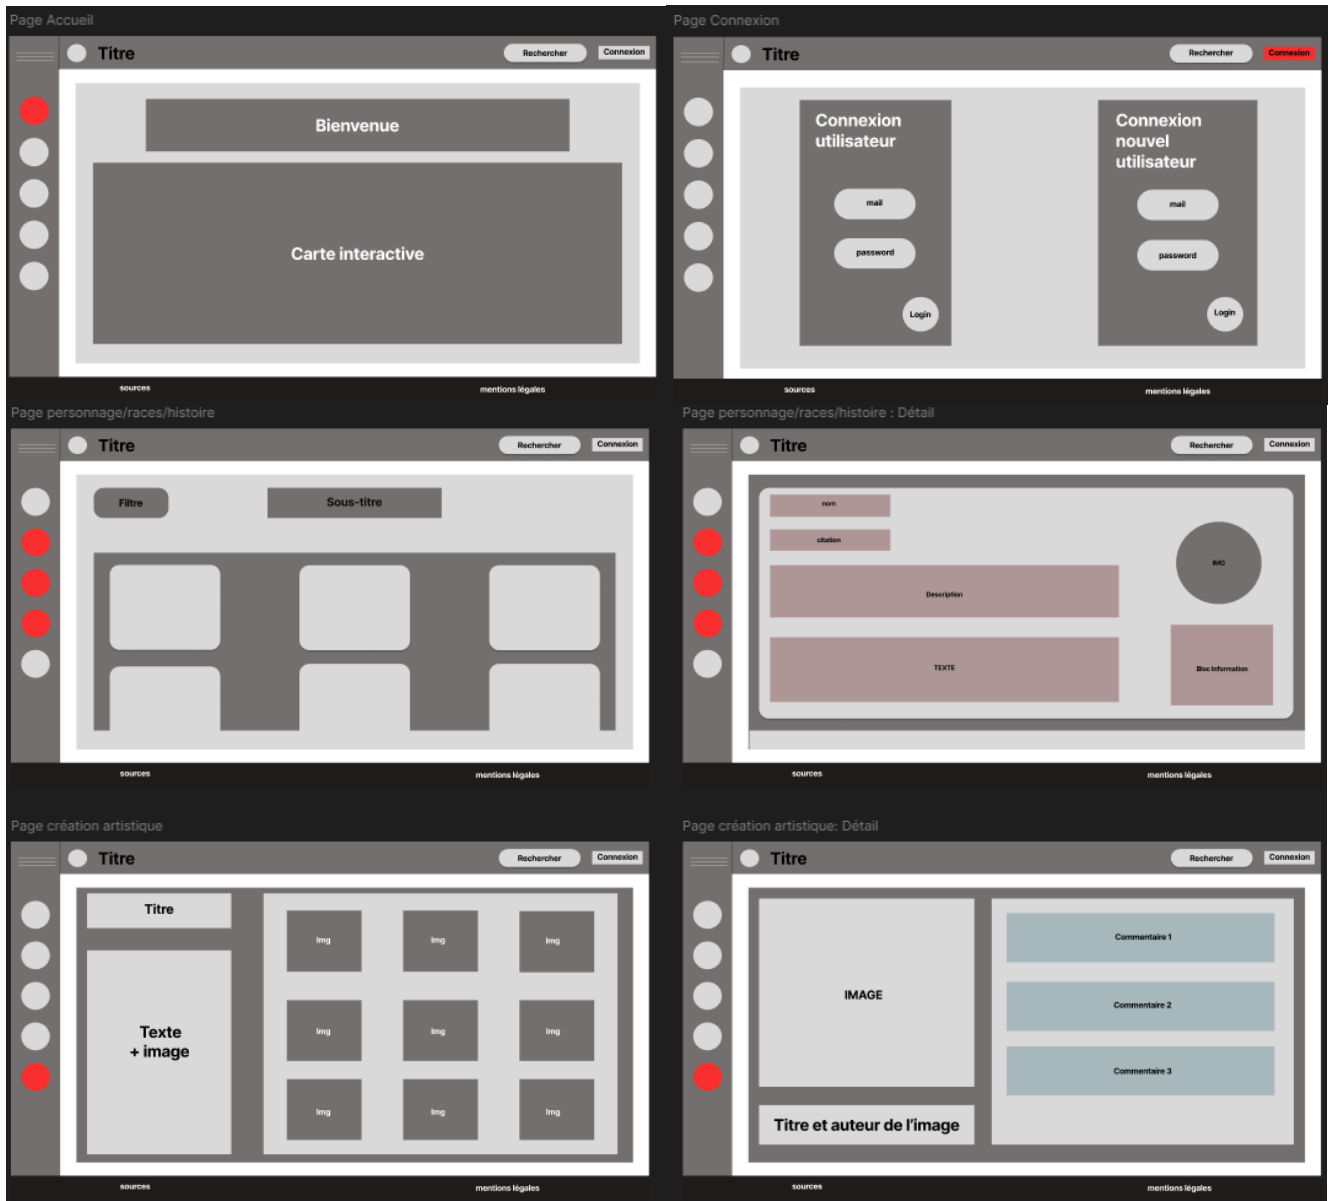 Page Accueil
Titre
Rechercher
Connexion
Bienvenue
Carte interactive
sources
mentions légales
Page Connexion
Titre
Rechercher
Connexion
Connexion
utilisateur
mail
password
Login
Connexion
nouvel
utilisateur
mail
password
Login
sources
mentions légales
Page personnage/races/histoire
Titre
Rechercher
Connexion
Filtre
Sous-titre
sources
mentions légales
Page personnage/races/histoire : Détail
Titre
Rechercher
Connexion
nom
citation
Description
TEXTE
IMG
Bloc Information
sources
mentions légales
Page création artistique
Titre
Rechercher
Connexion
Titre
Texte
+ image
Img
Img
Img
Img
Img
Img
Img
Img
Img
sources
mentions légales
Page création artistique: Détail
Titre
Rechercher
Connexion
IMAGE
Titre et auteur de l'image
Commentaire 1
Commentaire 2
Commentaire 3
sources
mentions légales